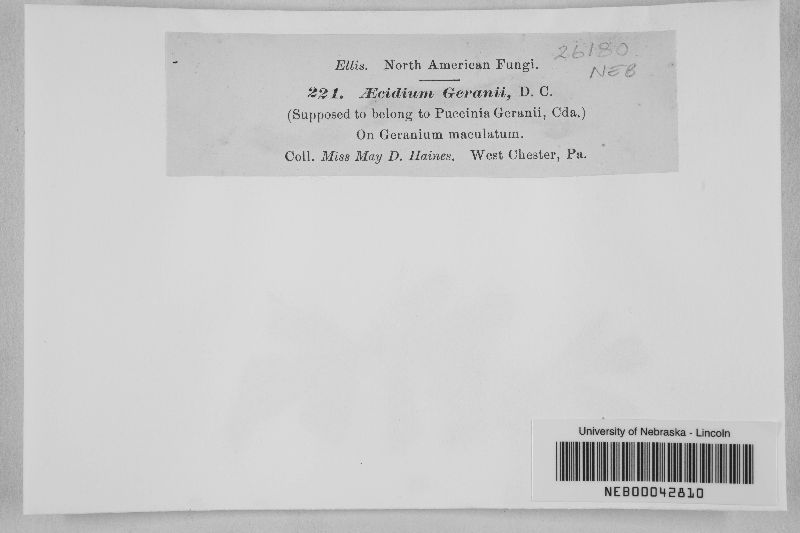 26180
NEB
Ellis. North American Fungi.
221. Æcidium Geranii, D. C.
(Supposed to belong to Puccinia Geranii, Cda.)
On Geranium maculatum.
Coll. Miss May D. Haines. West Chester, Pa.
University of Nebraska - Lincoln
NEB00042810